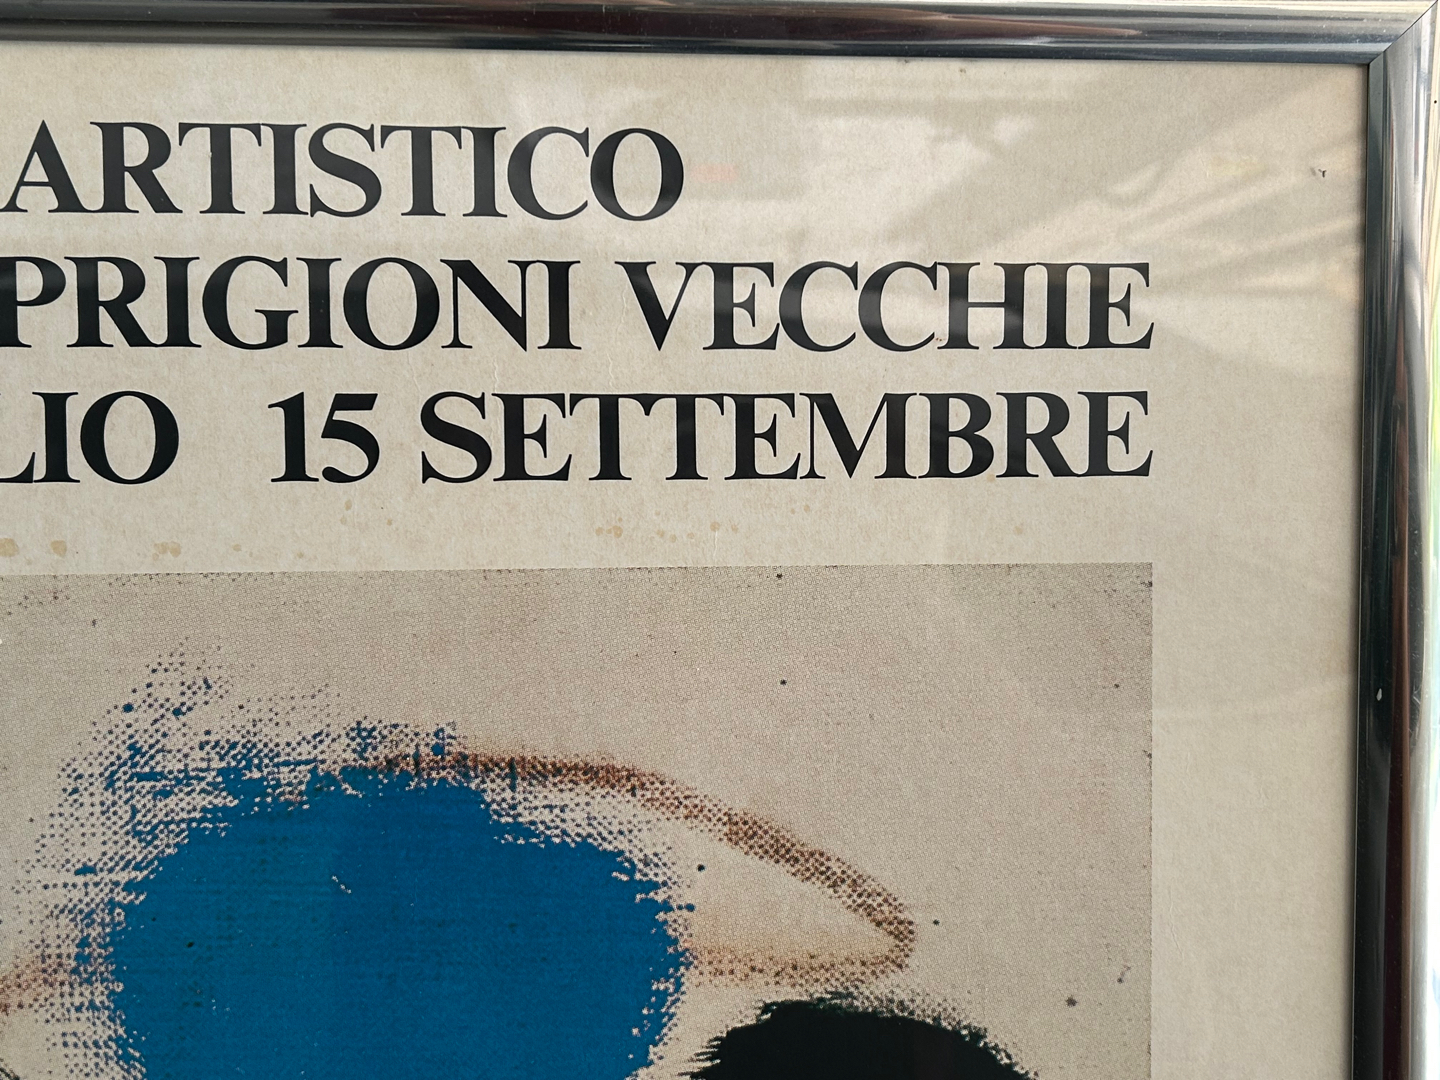 ARTISTICO
PRIGIONI VECCHIE
LIO 15 SETTEMBRE